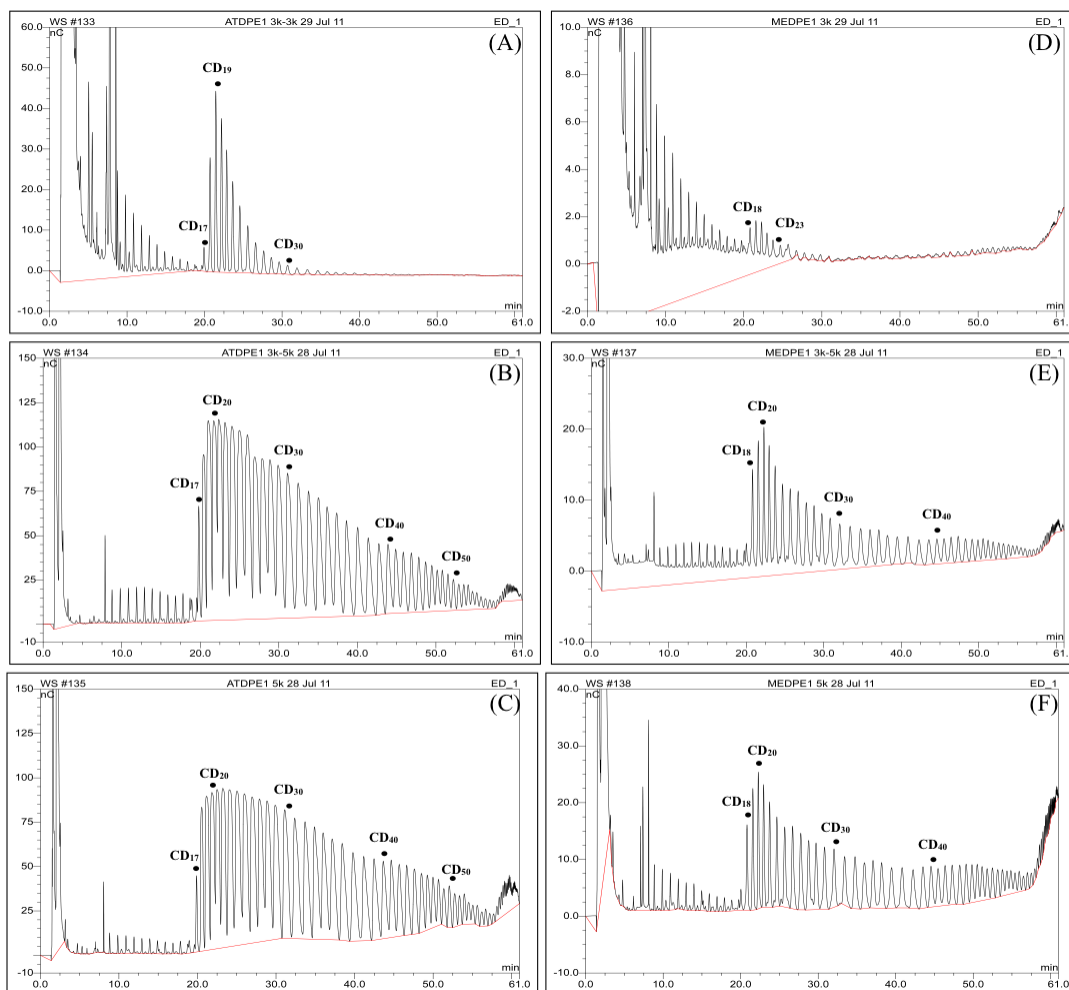 WS #133 ATDPE1 3k-3k 29 Jul 11 ED_1
nC
(A)
60.0
50.0
40.0
30.0
20.0
10.0
0.0
-10.0
CD19
CD17
CD30
min
0.0 10.0 20.0 30.0 40.0 50.0 61.0
WS #136 MEDPE1 3k 29 Jul 11 ED_1
nC
(D)
10.0
8.0
6.0
4.0
2.0
0.0
-2.0
CD18
CD23
min
0.0 10.0 20.0 30.0 40.0 50.0 61.
WS #134 ATDPE1 3k-5k 28 Jul 11 ED_1
nC
(B)
150
125
100
75
50
25
-10
CD20
CD30
CD17
CD40
CD50
min
0.0 10.0 20.0 30.0 40.0 50.0 61.0
WS #137 MEDPE1 3k-5k 28 Jul 11 ED_1
nC
(E)
30.0
20.0
10.0
0.0
-10.0
CD20
CD18
CD30
CD40
min
0.0 10.0 20.0 30.0 40.0 50.0 61.
WS #135 ATDPE1 5k 28 Jul 11 ED_1
nC
(C)
150
125
100
75
50
25
-10
CD20
CD30
CD17
CD40
CD50
min
0.0 10.0 20.0 30.0 40.0 50.0 61.0
WS #138 MEDPE1 5k 28 Jul 11 ED_1
nC
(F)
40.0
30.0
20.0
10.0
0.0
-10.0
CD20
CD18
CD30
CD40
min
0.0 10.0 20.0 30.0 40.0 50.0 61.0